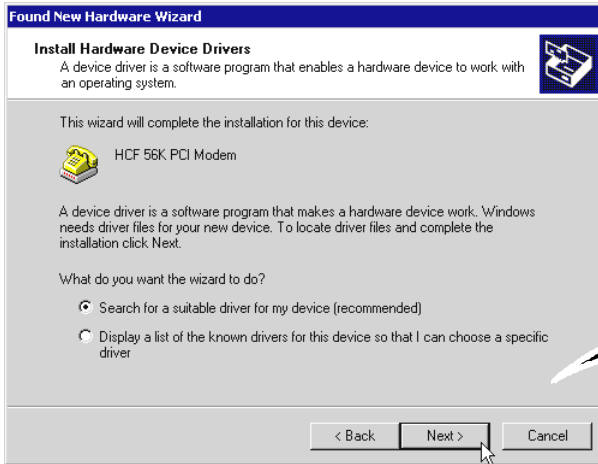 Found New Hardware Wizard
Install Hardware Device Drivers
A device driver is a software program that enables a hardware device to work with
an operating system.
This wizard will complete the installation for this device:
HCF 56K PCI Modem
A device driver is a software program that makes a hardware device work. Windows
needs driver files for your new device. To locate driver files and complete the
installation click Next.
What do you want the wizard to do?
Search for a suitable driver for my device (recommended)
Display a list of the known drivers for this device so that I can choose a specific
driver
< Back Next > Cancel